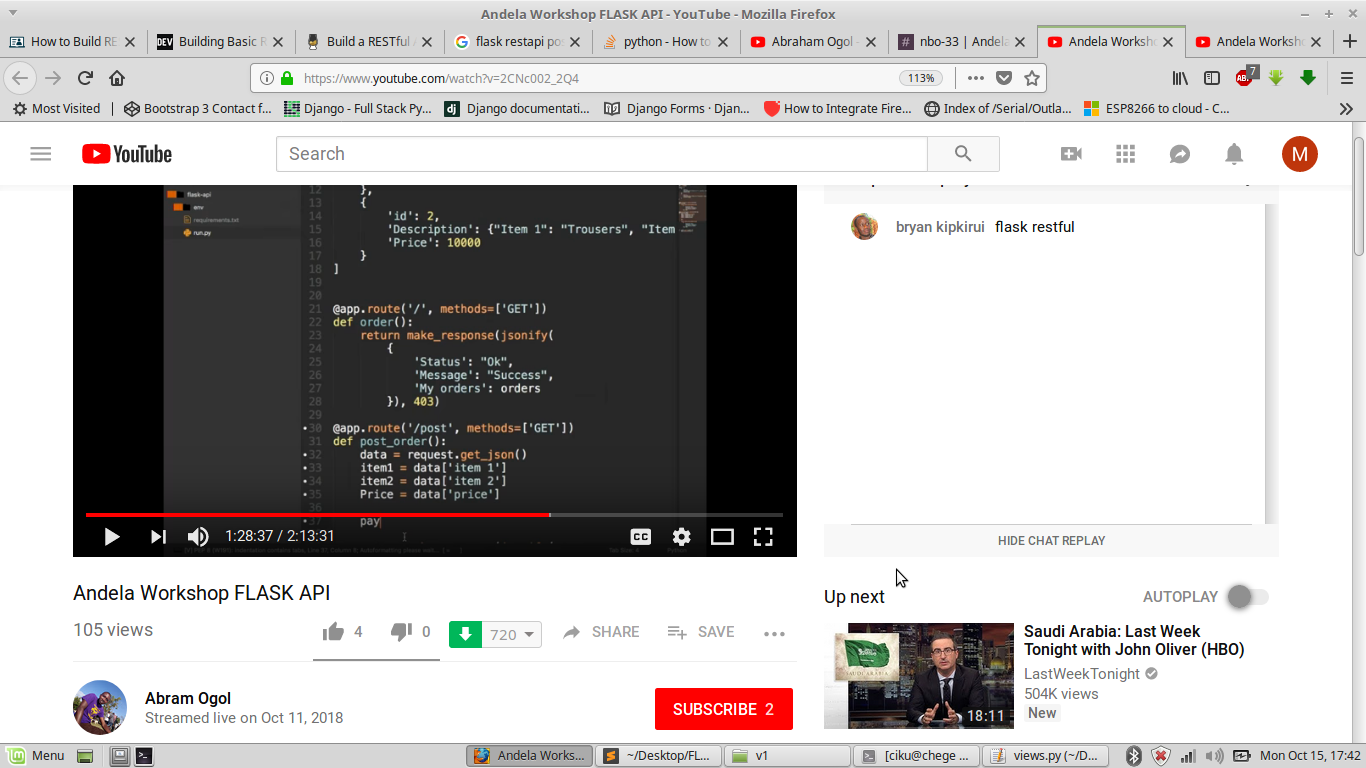 Andela Workshop FLASK API - YouTube - Mozilla Firefox
How to Build RE
DEV Building Basic R
Build a RESTful A
flask restapi po
python - How to
Abraham Ogol -
nbo-33 | Andela
Andela Worksho
Andela Worksho
https://www.youtube.com/watch?v=2CNc002_2Q4
113%
ABP 7
Most Visited
Bootstrap 3 Contact f...
Django - Full Stack Py...
dj Django documentati...
Django Forms · Djan...
How to Integrate Fire...
Index of /Serial/Outla...
ESP8266 to cloud - C...
YouTube
Search
M
flask-api
env
requirements.txt
run.py
12 },
13 {
14 'id': 2,
15 'Description': {"Item 1": "Trousers", "Item
16 'Price': 10000
17 }
18 ]
19
20
21 @app.route('/', methods=['GET'])
22 def order():
23 return make_response(jsonify(
24 {
25 'Status': "Ok",
26 'Message': "Success",
27 'My orders': orders
28 }), 403)
29
30 @app.route('/post', methods=['GET'])
31 def post_order():
32 data = request.get_json()
33 item1 = data['item 1']
34 item2 = data['item 2']
35 Price = data['price']
36
37 pay
1:28:37 / 2:13:31
CC
bryan kipkirui flask restful
HIDE CHAT REPLAY
Andela Workshop FLASK API
105 views
4
0
720
SHARE
SAVE
Abram Ogol
Streamed live on Oct 11, 2018
SUBSCRIBE 2
Up next
AUTOPLAY
Saudi Arabia: Last Week
Tonight with John Oliver (HBO)
LastWeekTonight
504K views
New
18:11
Menu
Andela Works...
~/Desktop/FL...
v1
[ciku@chege ...
views.py (~/D...
Mon Oct 15, 17:42